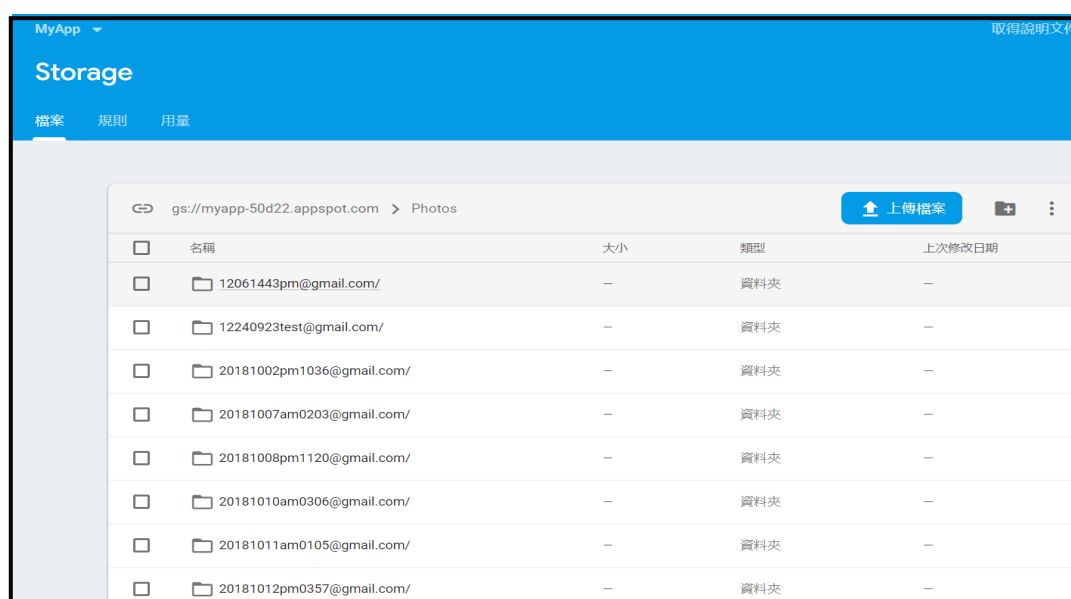 MyApp 取得說明文件
Storage
檔案 規則 用量
gs://myapp-50d22.appspot.com > Photos 上傳檔案
名稱 大小 類型 上次修改日期
12061443pm@gmail.com/ — 資料夾 —
12240923test@gmail.com/ — 資料夾 —
20181002pm1036@gmail.com/ — 資料夾 —
20181007am0203@gmail.com/ — 資料夾 —
20181008pm1120@gmail.com/ — 資料夾 —
20181010am0306@gmail.com/ — 資料夾 —
20181011am0105@gmail.com/ — 資料夾 —
20181012pm0357@gmail.com/ — 資料夾 —